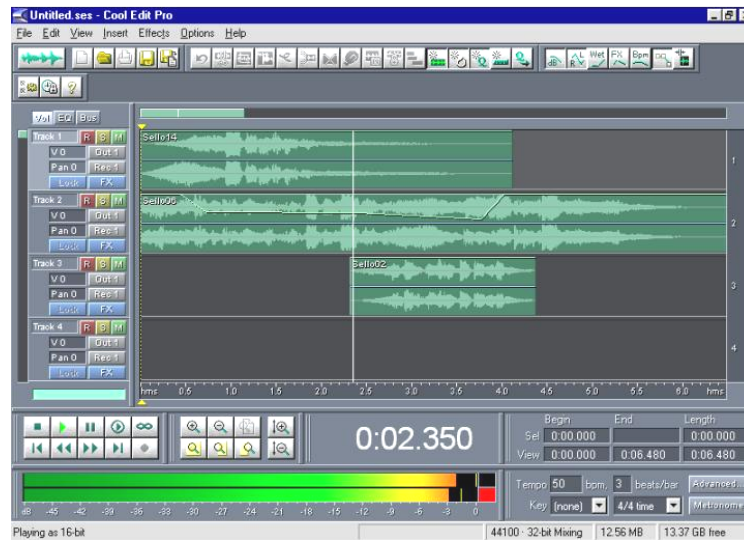 Untitled.ses - Cool Edit Pro
File Edit View Insert Effects Options Help
dB R L Wet FX Bpm
Vol EQ Bus
Track 1 R S M
V 0 Out 1
Pan 0 Rec 1
Lock FX
Sello14
1
Track 2 R S M
V 0 Out 1
Pan 0 Rec 1
Lock FX
Sello05
2
Track 3 R S M
V 0 Out 1
Pan 0 Rec 1
Lock FX
Sello02
3
Track 4 R S M
V 0 Out 1
Pan 0 Rec 1
Lock FX
4
hms 0.5 1.0 1.5 2.0 2.5 3.0 3.5 4.0 4.5 5.0 5.5 6.0 hms
0:02.350
Begin End Length
Sel 0:00.000 0:00.000
View 0:00.000 0:06.480 0:06.480
dB -45 -42 -39 -36 -33 -30 -27 -24 -21 -18 -15 -12 -9 -6 -3 0
Tempo 50 bpm, 3 beats/bar Advanced...
Key (none) 4/4 time Metronome
Playing as 16-bit 44100 · 32-bit Mixing 12.56 MB 13.37 GB free